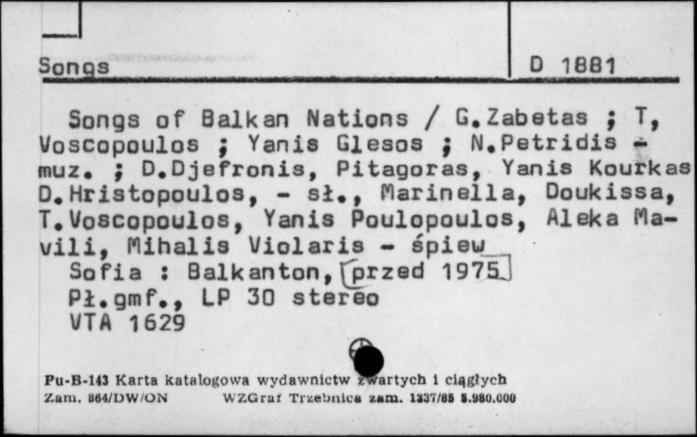 Songs D 1881
Songs of Balkan Nations / G.Zabetas ; T,
Voscopoulos ; Yanis Glesos ; N.Petridis -
muz. ; D.Djefronis, Pitagoras, Yanis Kourkas
D.Hristopoulos, - sł., Marinella, Doukissa,
T.Voscopoulos, Yanis Poulopoulos, Aleka Ma-
vili, Mihalis Violaris - śpiew
Sofia : Balkanton, [przed 1975]
Pł.gmf., LP 30 stereo
VTA 1629
Pu-B-143 Karta katalogowa wydawnictw zwartych i ciągłych
Zam. 864/DW/ON WZGraf Trzebnica zam. 1337/85 5.980.000